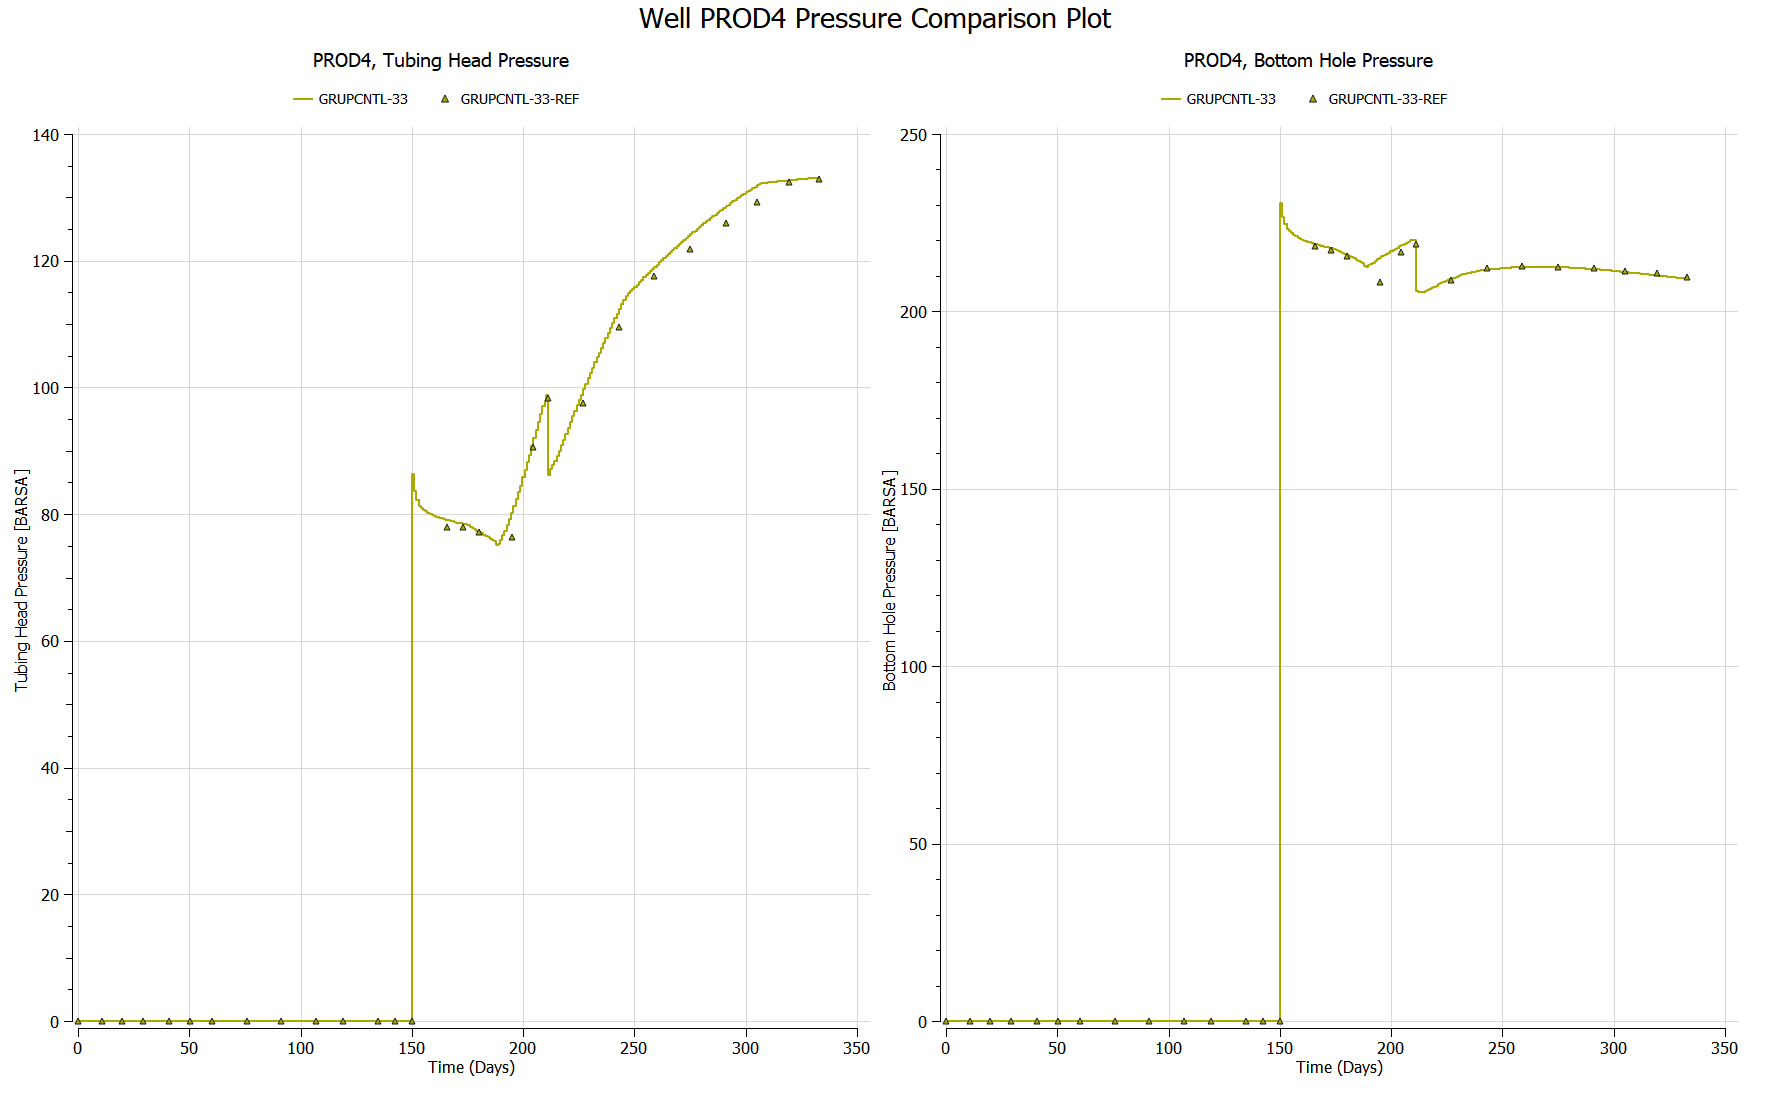 Well PROD4 Pressure Comparison Plot
PROD4, Tubing Head Pressure
GRUPCNTL-33 GRUPCNTL-33-REF
140
120
100
80
60
40
20
0
Tubing Head Pressure [BARSA]
0 50 100 150 200 250 300 350
Time (Days)
PROD4, Bottom Hole Pressure
GRUPCNTL-33 GRUPCNTL-33-REF
250
200
150
100
50
0
Bottom Hole Pressure [BARSA]
0 50 100 150 200 250 300 350
Time (Days)